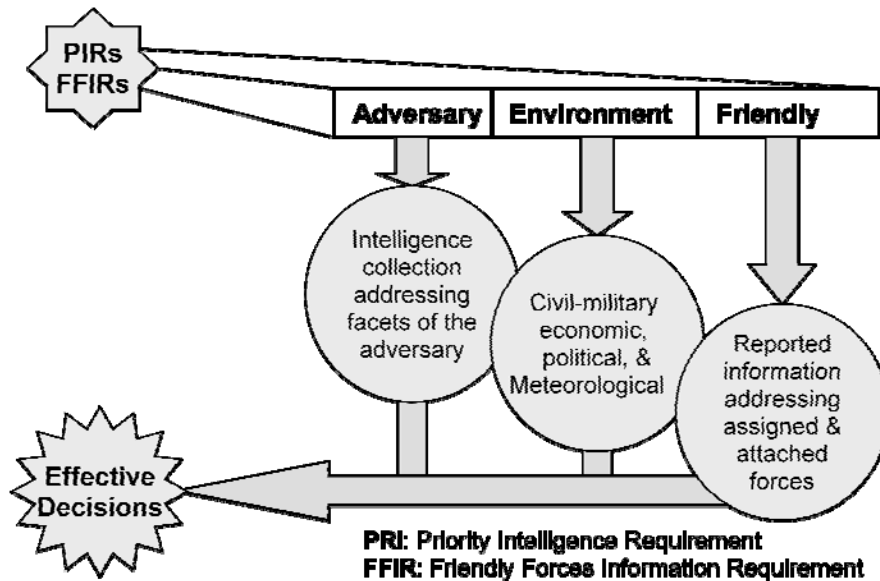 PIRs
FFIRs
Adversary Environment Friendly
Intelligence
collection
addressing
facets of the
adversary
Civil-military
economic,
political, &
Meteorological
Reported
information
addressing
assigned &
attached
forces
Effective
Decisions
PRI: Priority Intelligence Requirement
FFIR: Friendly Forces Information Requirement